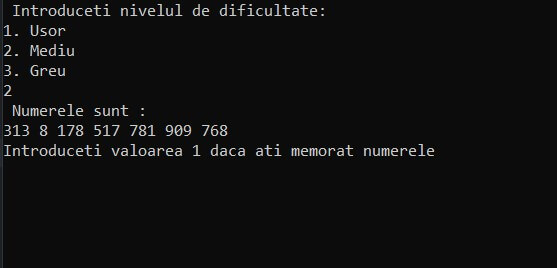 Introduceti nivelul de dificultate:
1. Usor
2. Mediu
3. Greu
2
Numerele sunt :
313 8 178 517 781 909 768
Introduceti valoarea 1 daca ati memorat numerele